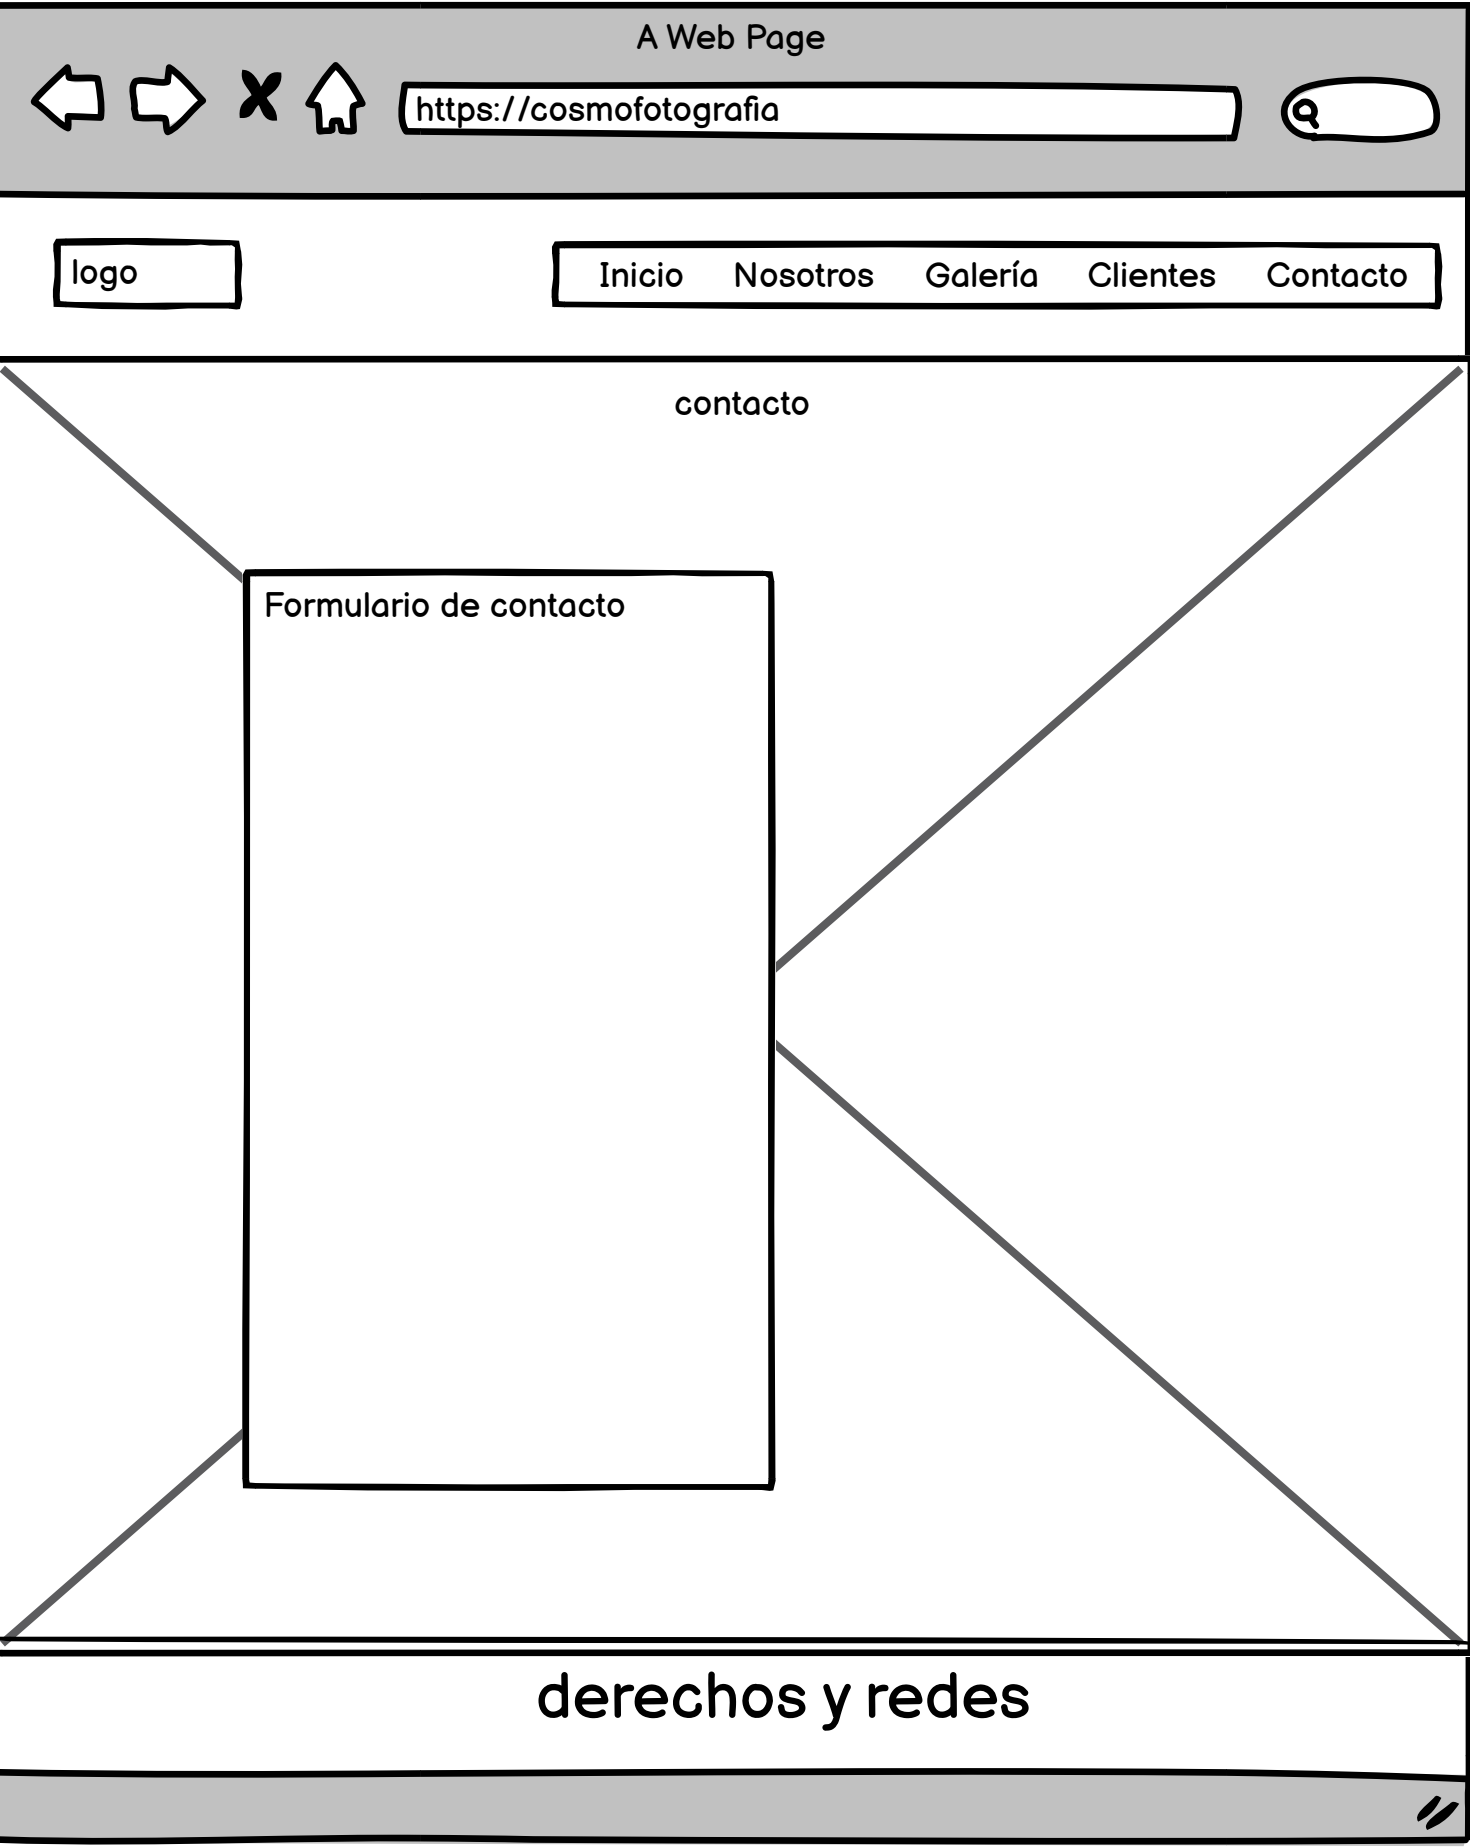 A Web Page
https://cosmofotografia
logo
Inicio Nosotros Galería Clientes Contacto
contacto
Formulario de contacto
derechos y redes